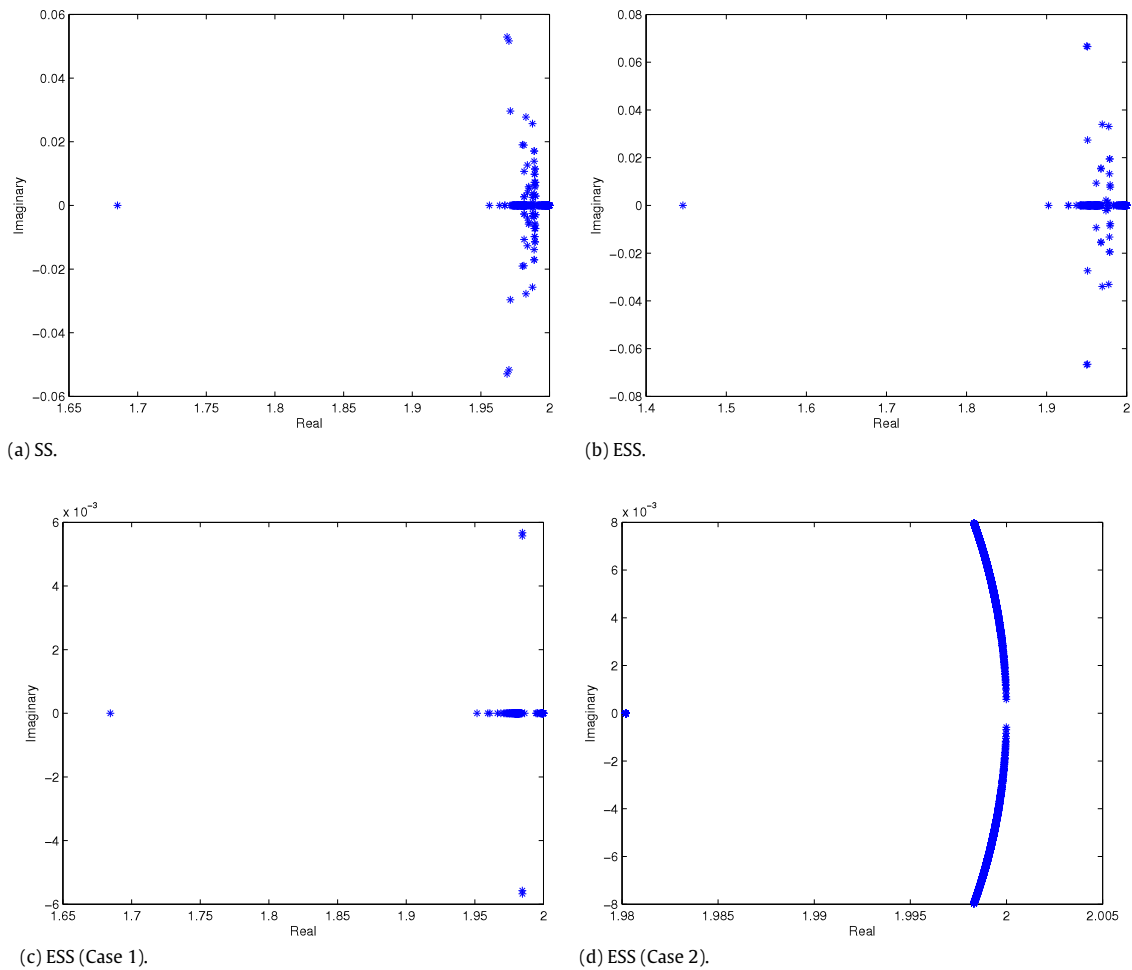 0.06
0.04
0.02
0
−0.02
−0.04
−0.06
Imaginary
1.65 1.7 1.75 1.8 1.85 1.9 1.95 2
Real
(a) SS.
0.08
0.06
0.04
0.02
0
−0.02
−0.04
−0.06
−0.08
Imaginary
1.4 1.5 1.6 1.7 1.8 1.9 2
Real
(b) ESS.
x 10⁻³
6
4
2
0
−2
−4
−6
Imaginary
1.65 1.7 1.75 1.8 1.85 1.9 1.95 2
Real
(c) ESS (Case 1).
x 10⁻³
8
6
4
2
0
−2
−4
−6
−8
Imaginary
1.98 1.985 1.99 1.995 2 2.005
Real
(d) ESS (Case 2).